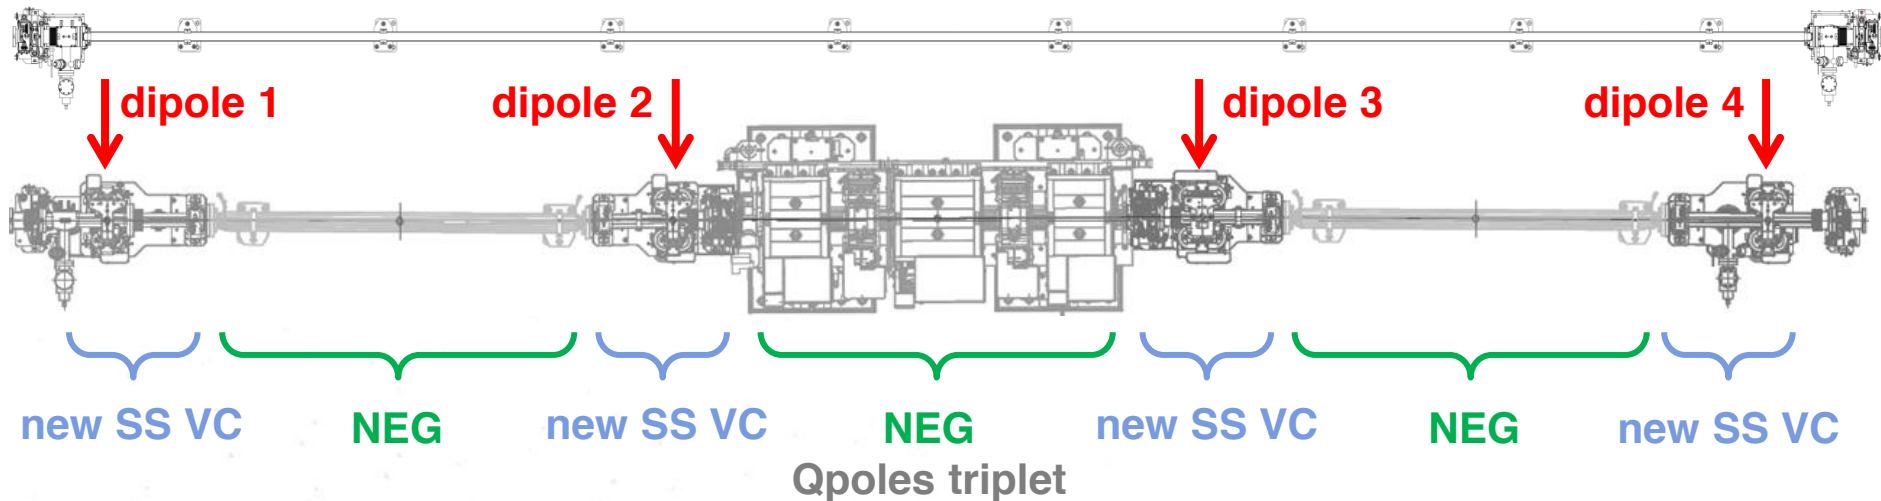 dipole 1
dipole 2
dipole 3
dipole 4
new SS VC
NEG
new SS VC
NEG
new SS VC
NEG
new SS VC
Qpoles triplet